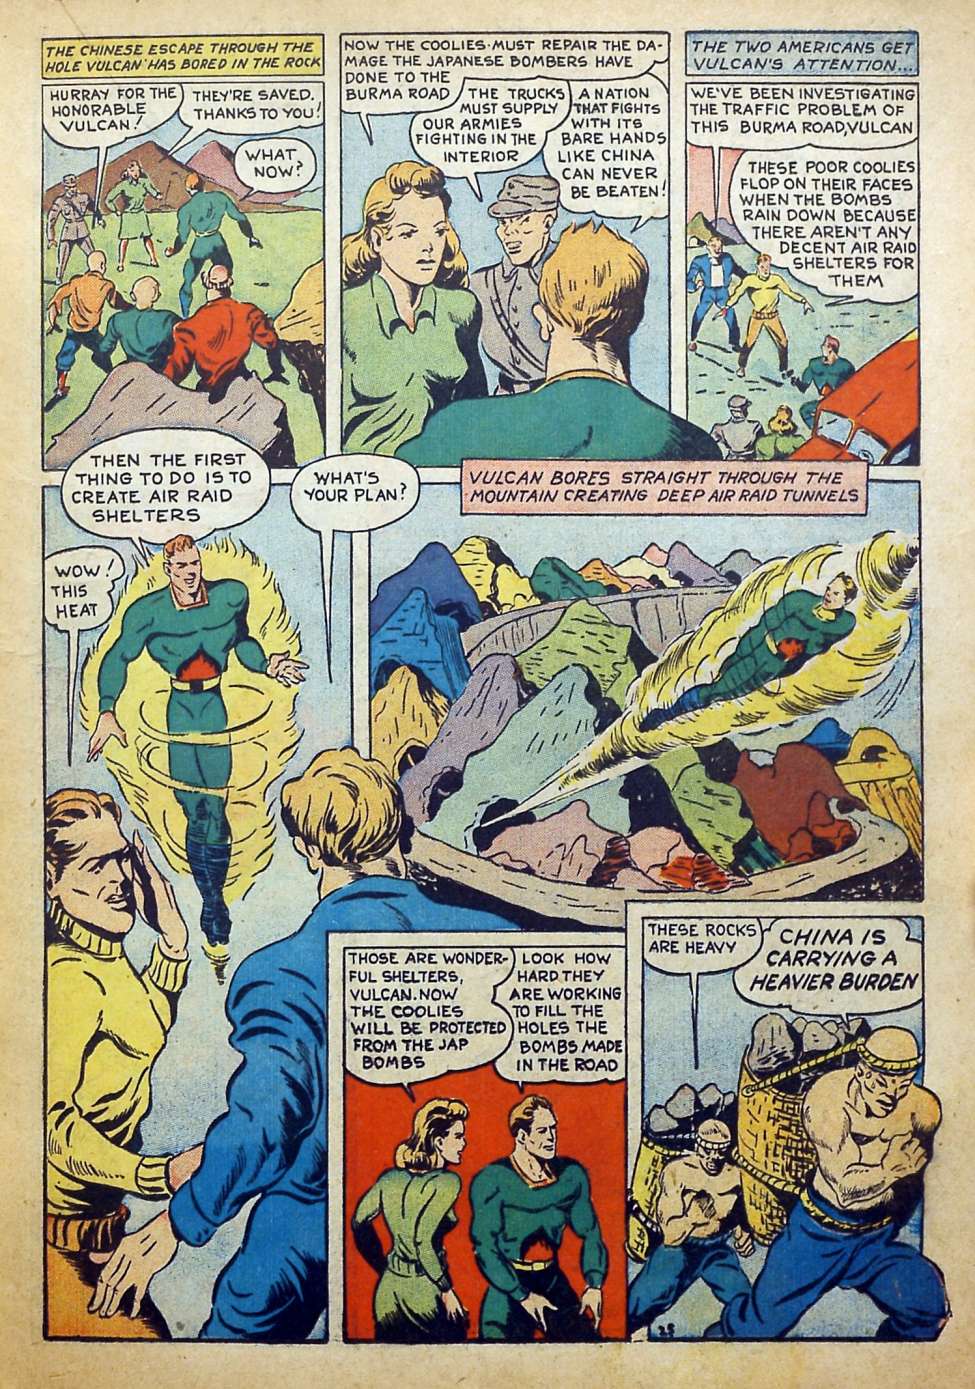 THE CHINESE ESCAPE THROUGH THE
HOLE VULCAN HAS BORED IN THE ROCK
HURRAY FOR THE
HONORABLE
VULCAN!
THEY'RE SAVED.
THANKS TO YOU!
WHAT
NOW?
NOW THE COOLIES MUST REPAIR THE DA-
MAGE THE JAPANESE BOMBERS HAVE
DONE TO THE
BURMA ROAD
THE TRUCKS
MUST SUPPLY
OUR ARMIES
FIGHTING IN THE
INTERIOR
A NATION
THAT FIGHTS
WITH ITS
BARE HANDS
LIKE CHINA
CAN NEVER
BE BEATEN!
THE TWO AMERICANS GET
VULCAN'S ATTENTION...
WE'VE BEEN INVESTIGATING
THE TRAFFIC PROBLEM OF
THIS BURMA ROAD, VULCAN
THESE POOR COOLIES
FLOP ON THEIR FACES
WHEN THE BOMBS
RAIN DOWN BECAUSE
THERE AREN'T ANY
DECENT AIR RAID
SHELTERS FOR
THEM
THEN THE FIRST
THING TO DO IS TO
CREATE AIR RAID
SHELTERS
WOW!
THIS
HEAT
WHAT'S
YOUR PLAN?
VULCAN BORES STRAIGHT THROUGH THE
MOUNTAIN CREATING DEEP AIR RAID TUNNELS
THOSE ARE WONDER-
FUL SHELTERS,
VULCAN. NOW
THE COOLIES
WILL BE PROTECTED
FROM THE JAP
BOMBS
LOOK HOW
HARD THEY
ARE WORKING
TO FILL THE
HOLES THE
BOMBS MADE
IN THE ROAD
THESE ROCKS
ARE HEAVY
CHINA IS
CARRYING A
HEAVIER BURDEN